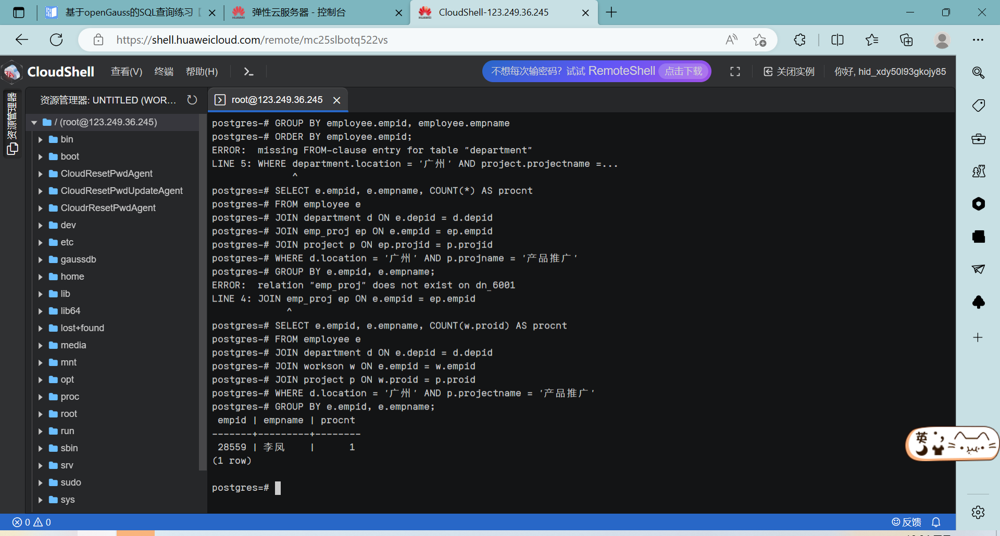 基于openGauss的SQL查询练习
弹性云服务器 - 控制台
CloudShell-123.249.36.245
https://shell.huaweicloud.com/remote/mc25slbotq522vs
CloudShell
查看(V)
终端
帮助(H)
不想每次输密码? 试试 RemoteShell
点击下载
关闭实例
你好, hid_xdy50l93gkojy85
资源管理器
资源管理器: UNTITLED (WOR...
root@123.249.36.245
/ (root@123.249.36.245)
bin
boot
CloudResetPwdAgent
CloudResetPwdUpdateAgent
CloudrResetPwdAgent
dev
etc
gaussdb
home
lib
lib64
lost+found
media
mnt
opt
proc
root
run
sbin
srv
sudo
sys
postgres-# GROUP BY employee.empid, employee.empname
postgres-# ORDER BY employee.empid;
ERROR:  missing FROM-clause entry for table "department"
LINE 5: WHERE department.location = '广州' AND project.projectname =...
^
postgres=# SELECT e.empid, e.empname, COUNT(*) AS procnt
postgres-# FROM employee e
postgres-# JOIN department d ON e.depid = d.depid
postgres-# JOIN emp_proj ep ON e.empid = ep.empid
postgres-# JOIN project p ON ep.projid = p.projid
postgres-# WHERE d.location = '广州' AND p.projname = '产品推广'
postgres-# GROUP BY e.empid, e.empname;
ERROR:  relation "emp_proj" does not exist on dn_6001
LINE 4: JOIN emp_proj ep ON e.empid = ep.empid
^
postgres=# SELECT e.empid, e.empname, COUNT(w.proid) AS procnt
postgres-# FROM employee e
postgres-# JOIN department d ON e.depid = d.depid
postgres-# JOIN workson w ON e.empid = w.empid
postgres-# JOIN project p ON w.proid = p.proid
postgres-# WHERE d.location = '广州' AND p.projectname = '产品推广'
postgres-# GROUP BY e.empid, e.empname;
empid | empname | procnt
-------+---------+--------
28559 | 李凤 | 1
(1 row)
postgres=#
英
0 0
反馈